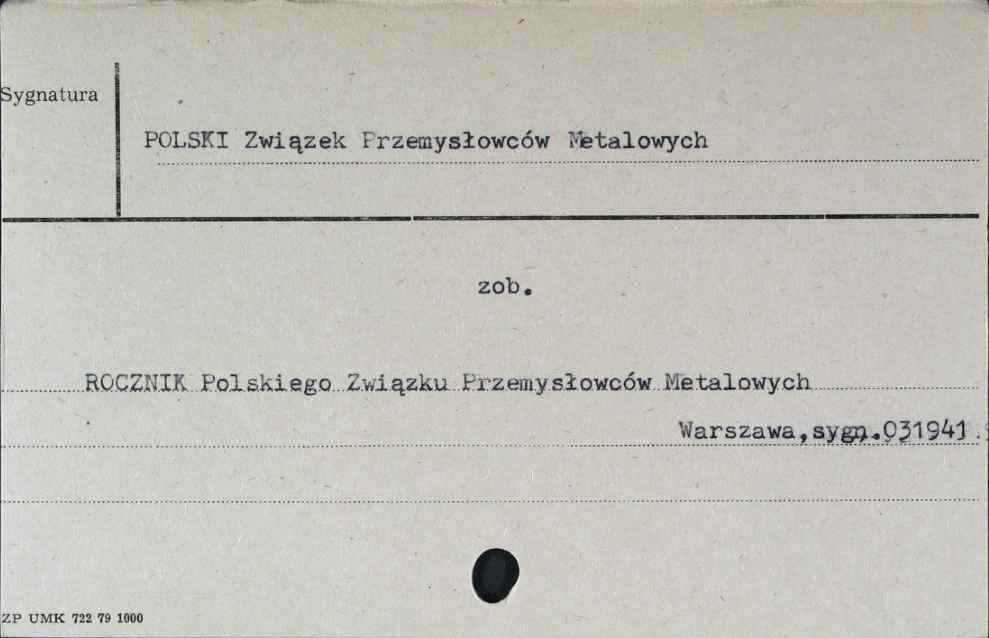 Sygnatura
POLSKI Związek Przemysłowców Metalowych
zob.
ROCZNIK Polskiego Związku Przemysłowców Metalowych
Warszawa,sygn.031941
ZP UMK 722 79 1000